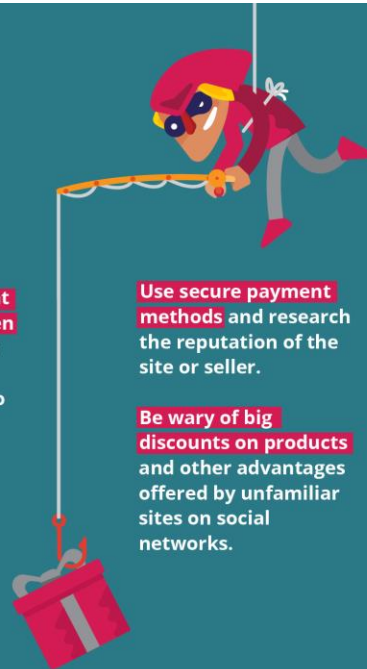 Use secure payment
methods and research
the reputation of the
site or seller.
Be wary of big
discounts on products
and other advantages
offered by unfamiliar
sites on social
networks.